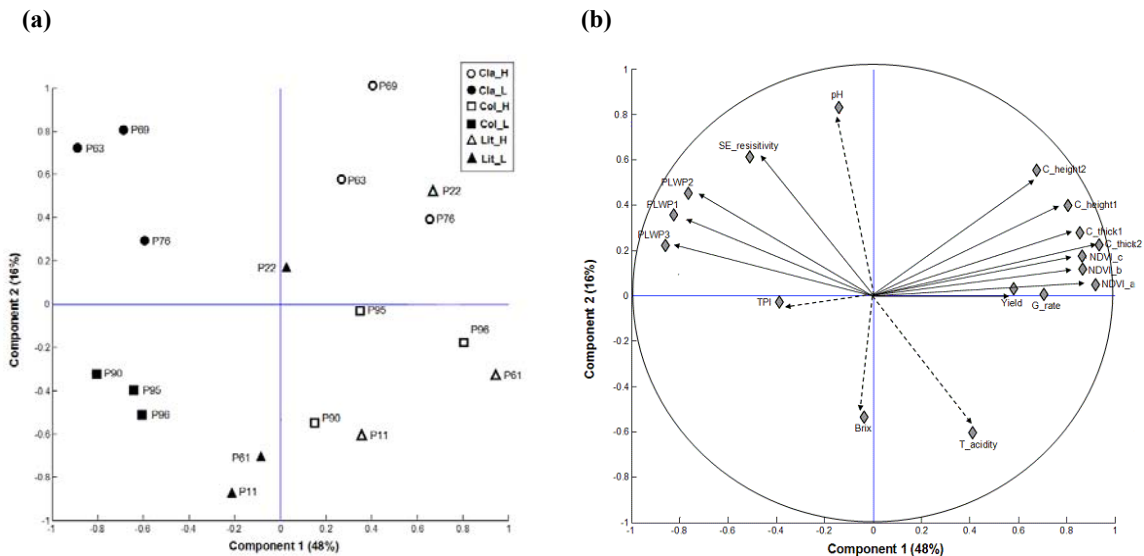 (a)
(b)
Component 2 (16%)
1
0.8
0.6
0.4
0.2
0
-0.2
-0.4
-0.6
-0.8
-1
-1
-0.8
-0.6
-0.4
-0.2
0
0.2
0.4
0.6
0.8
1
Component 1 (48%)
Cla_H
Cla_L
Col_H
Col_L
Lit_H
Lit_L
P69
P69
P63
P63
P22
P76
P76
P22
P95
P96
P61
P90
P95
P96
P90
P11
P61
P11
Component 2 (16%)
1
0.8
0.6
0.4
0.2
0
-0.2
-0.4
-0.6
-0.8
-1
-1
-0.8
-0.6
-0.4
-0.2
0
0.2
0.4
0.6
0.8
1
Component 1 (48%)
pH
SE_resisitivity
PLWP2
PLWP1
PLWP3
C_height2
C_height1
C_thick1
C_thick2
NDVI_c
NDVI_b
NDVI_a
TPI
Yield
G_rate
Brix
T_acidity